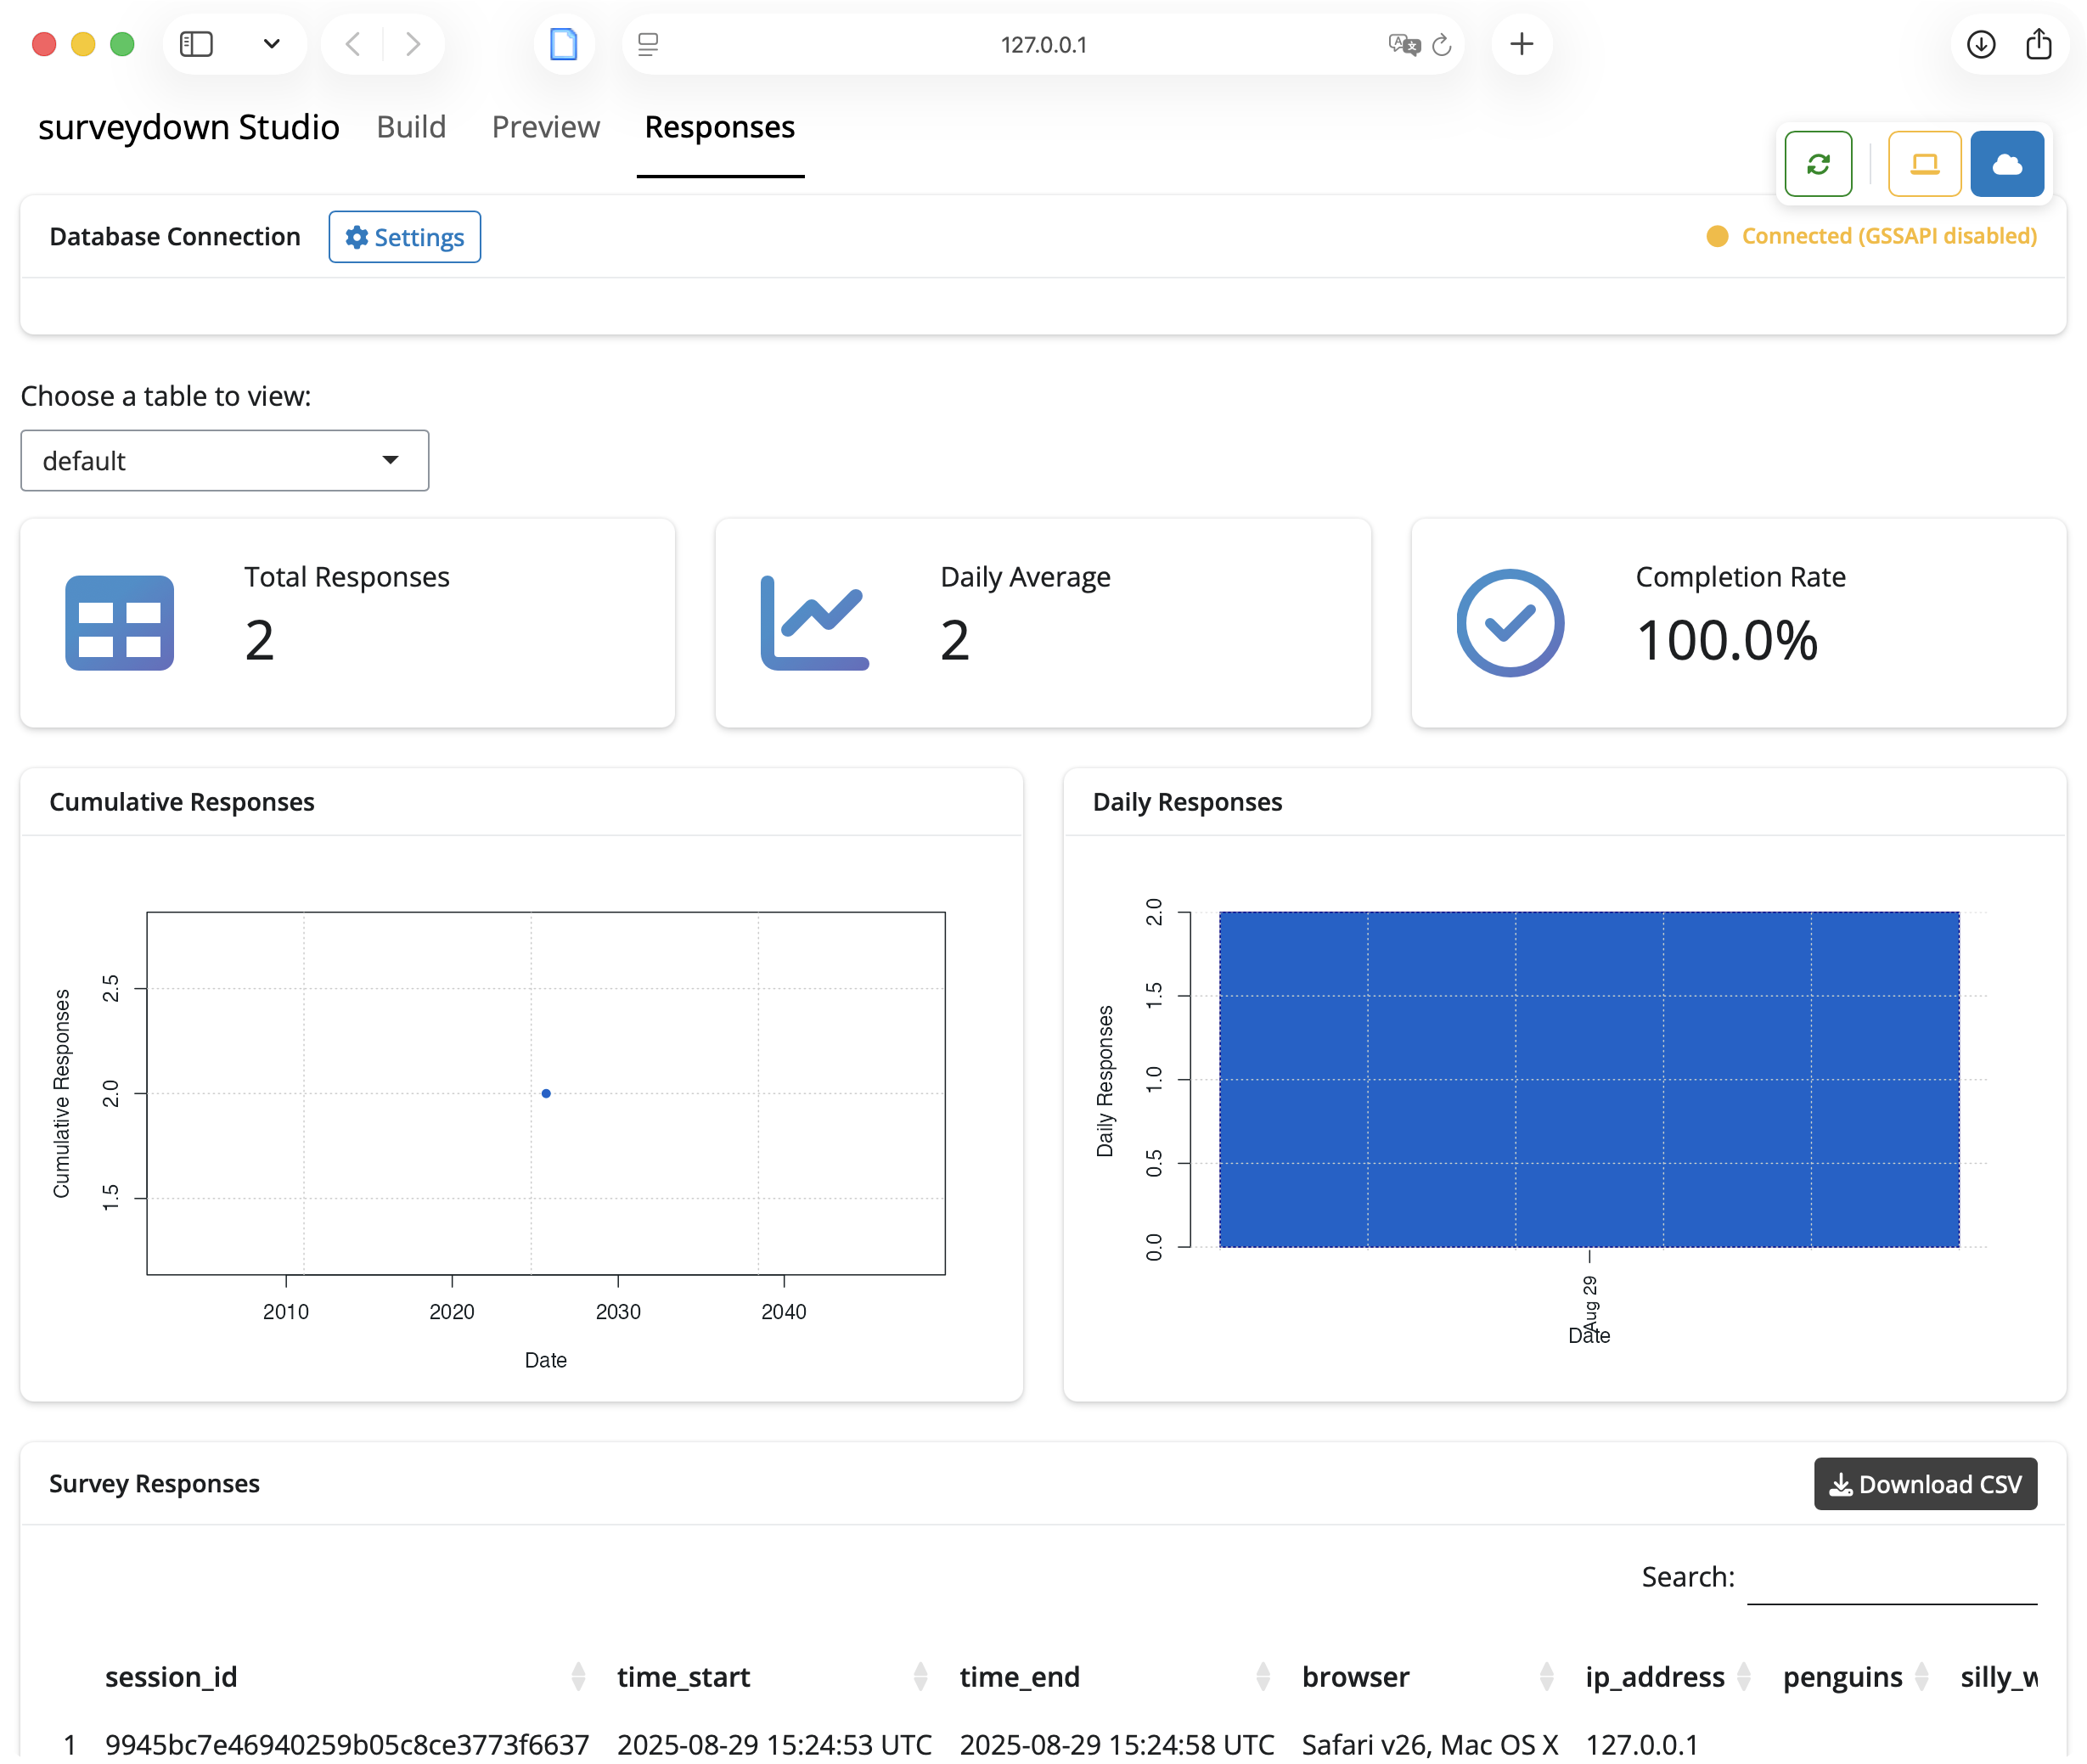 127.0.0.1
surveydown Studio Build Preview Responses
Database Connection Settings Connected (GSSAPI disabled)
Choose a table to view:
default
Total Responses
2
Daily Average
2
Completion Rate
100.0%
Cumulative Responses
Cumulative Responses
2.5
2.0
1.5
2010 2020 2030 2040
Date
Daily Responses
Daily Responses
2.0
1.5
1.0
0.5
0.0
Aug 29
Date
Survey Responses Download CSV
Search:
session_id time_start time_end browser ip_address penguins
1 9945bc7e46940259b05c8ce3773f6637 2025-08-29 15:24:53 UTC 2025-08-29 15:24:58 UTC Safari v26, Mac OS X 127.0.0.1